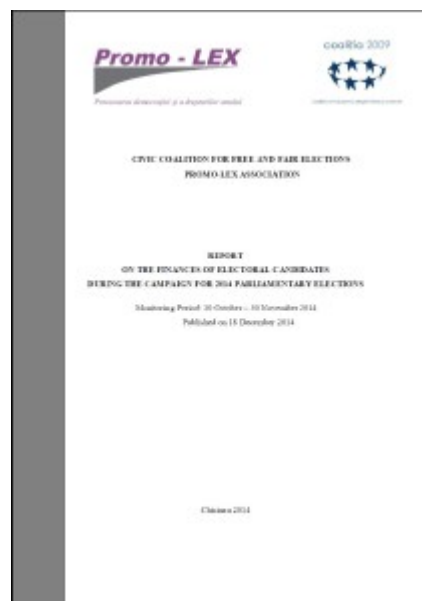 Promo - LEX
coaliția 2009
CIVIC COALITION FOR FREE AND FAIR ELECTIONS
PROMO-LEX ASSOCIATION
REPORT
ON THE FINANCES OF ELECTORAL CANDIDATES
DURING THE CAMPAIGN FOR 2014 PARLIAMENTARY ELECTIONS
Monitoring Period: 10 October – 30 November 2014
Published on 18 December 2014
Chisinau 2014